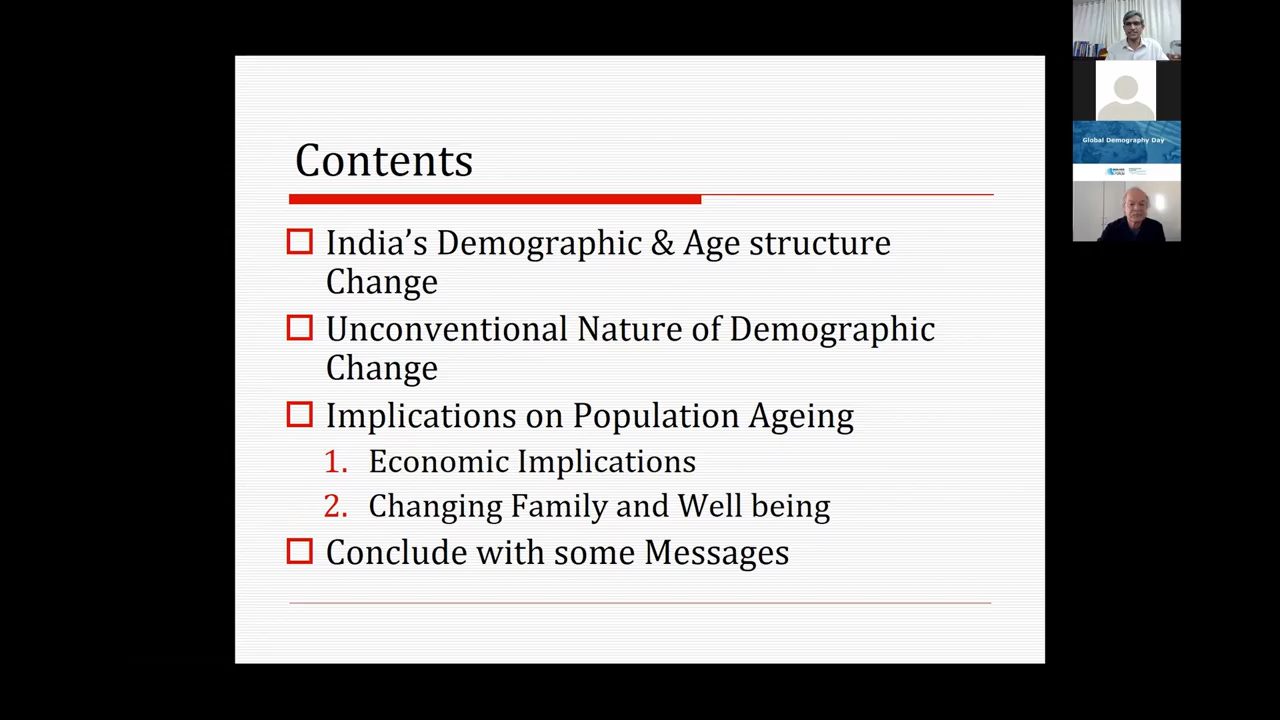 Contents
India’s Demographic & Age structure
Change
Unconventional Nature of Demographic
Change
Implications on Population Ageing
1. Economic Implications
2. Changing Family and Well being
Conclude with some Messages
Global Demography Day